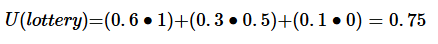 U(lottery)=(0.6 • 1)+(0.3 • 0.5)+(0.1 • 0) = 0.75